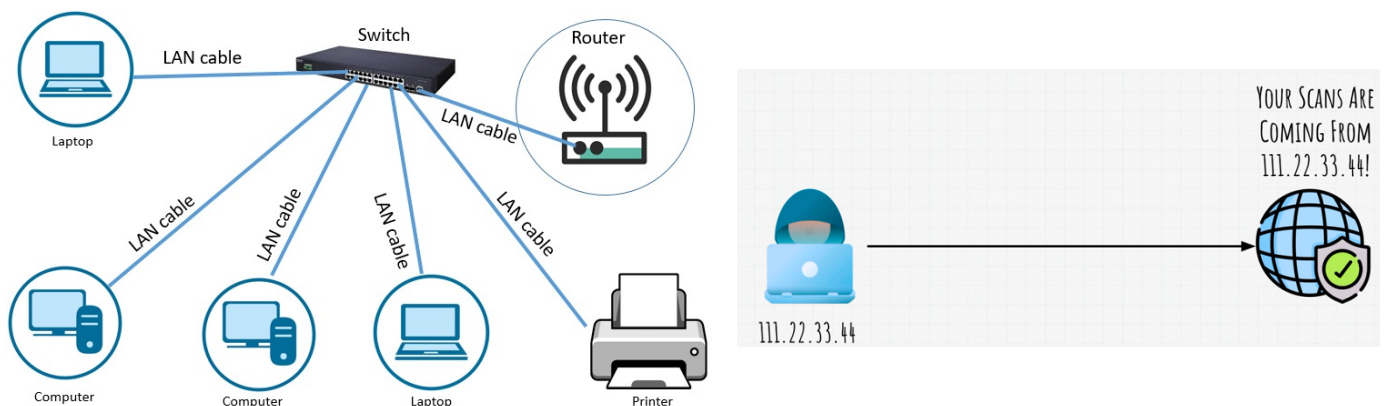 Switch
Router
LAN cable
Laptop
LAN cable
LAN cable
LAN cable
LAN cable
LAN cable
Computer
Computer
Laptop
Printer
YOUR SCANS ARE
COMING FROM
111.22.33.44!
111.22.33.44